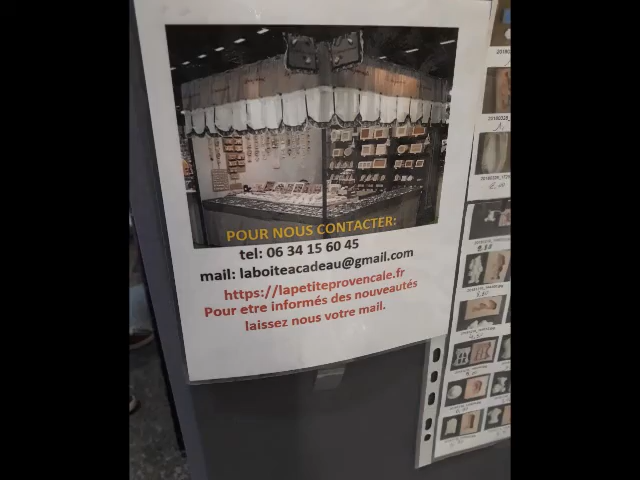 POUR NOUS CONTACTER:
tel: 06 34 15 60 45
mail: laboiteacadeau@gmail.com
https://lapetiteprovencale.fr
Pour etre informés des nouveautés
laissez nous votre mail.